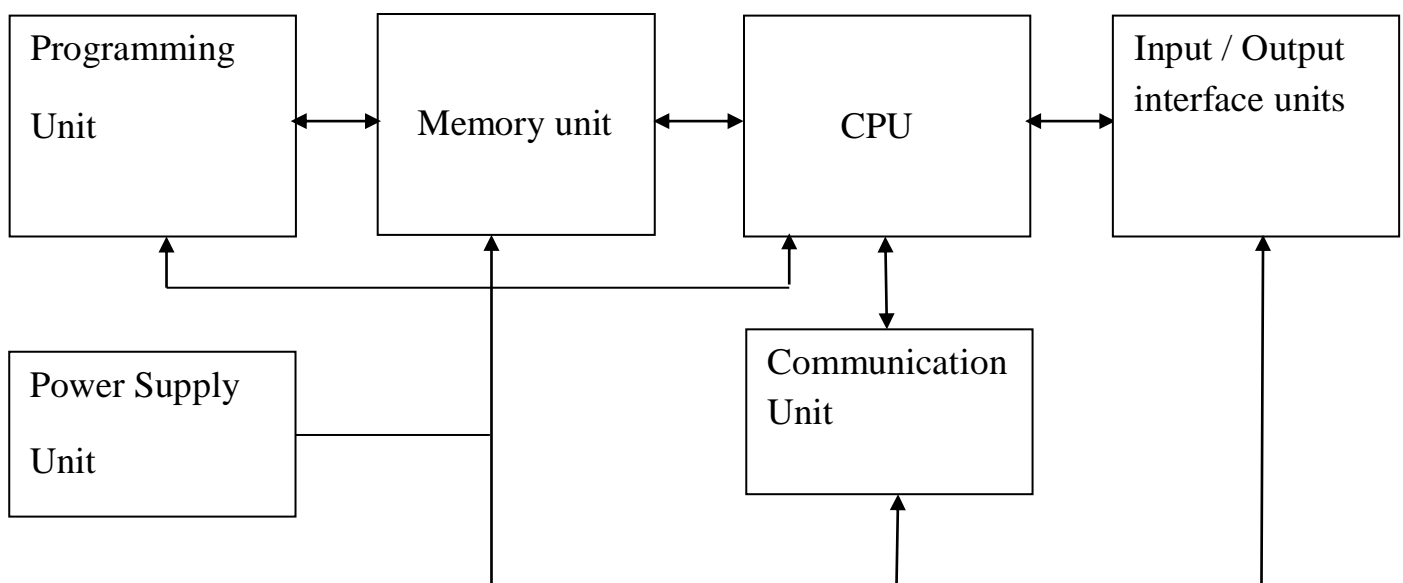 Programming
Unit
Memory unit
CPU
Input / Output
interface units
Power Supply
Unit
Communication
Unit